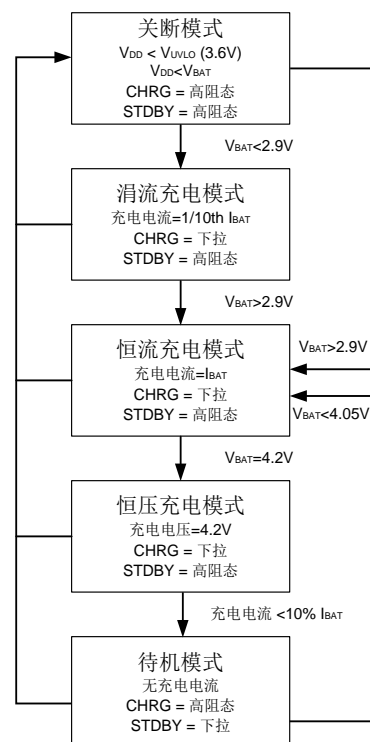 关断模式
VDD < VUVLO (3.6V)
VDD<VBAT
CHRG = 高阻态
STDBY = 高阻态
VBAT<2.9V
涓流充电模式
充电电流=1/10th IBAT
CHRG = 下拉
STDBY = 高阻态
VBAT>2.9V
恒流充电模式
充电电流=IBAT
CHRG = 下拉
STDBY = 高阻态
VBAT>2.9V
VBAT<4.05V
VBAT=4.2V
恒压充电模式
充电电压=4.2V
CHRG = 下拉
STDBY = 高阻态
充电电流 <10% IBAT
待机模式
无充电电流
CHRG = 高阻态
STDBY = 下拉